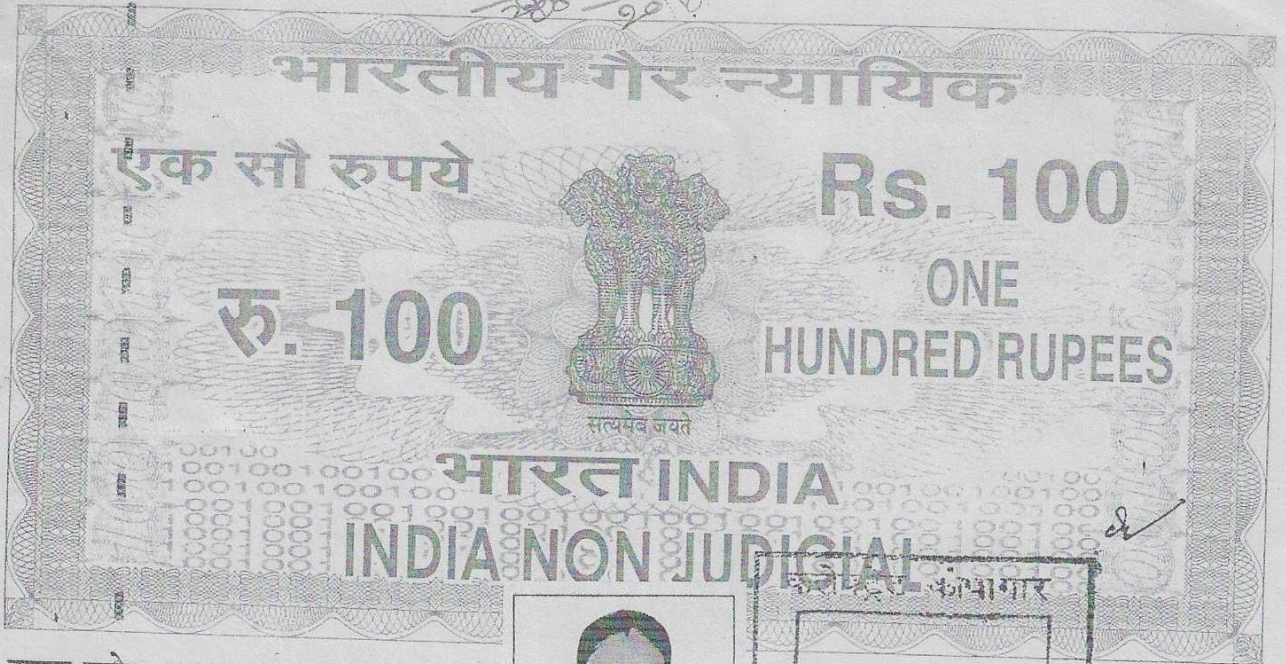 भारतीय गैर न्यायिक
एक सौ रुपये
Rs. 100
रु. 100
ONE
HUNDRED RUPEES
सत्यमेव जयते
भारत INDIA
INDIA NON JUDICIAL
कोषागार